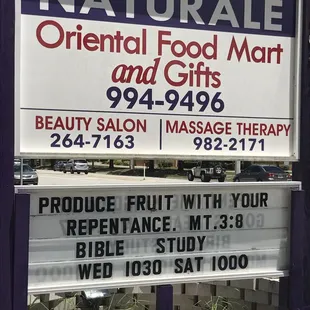 NATURALE
Oriental Food Mart
and Gifts
994-9496
BEAUTY SALON
264-7163
MASSAGE THERAPY
982-2171
PRODUCE FRUIT WITH YOUR
REPENTANCE. MT.3:8
BIBLE STUDY
WED 1030 SAT 1000